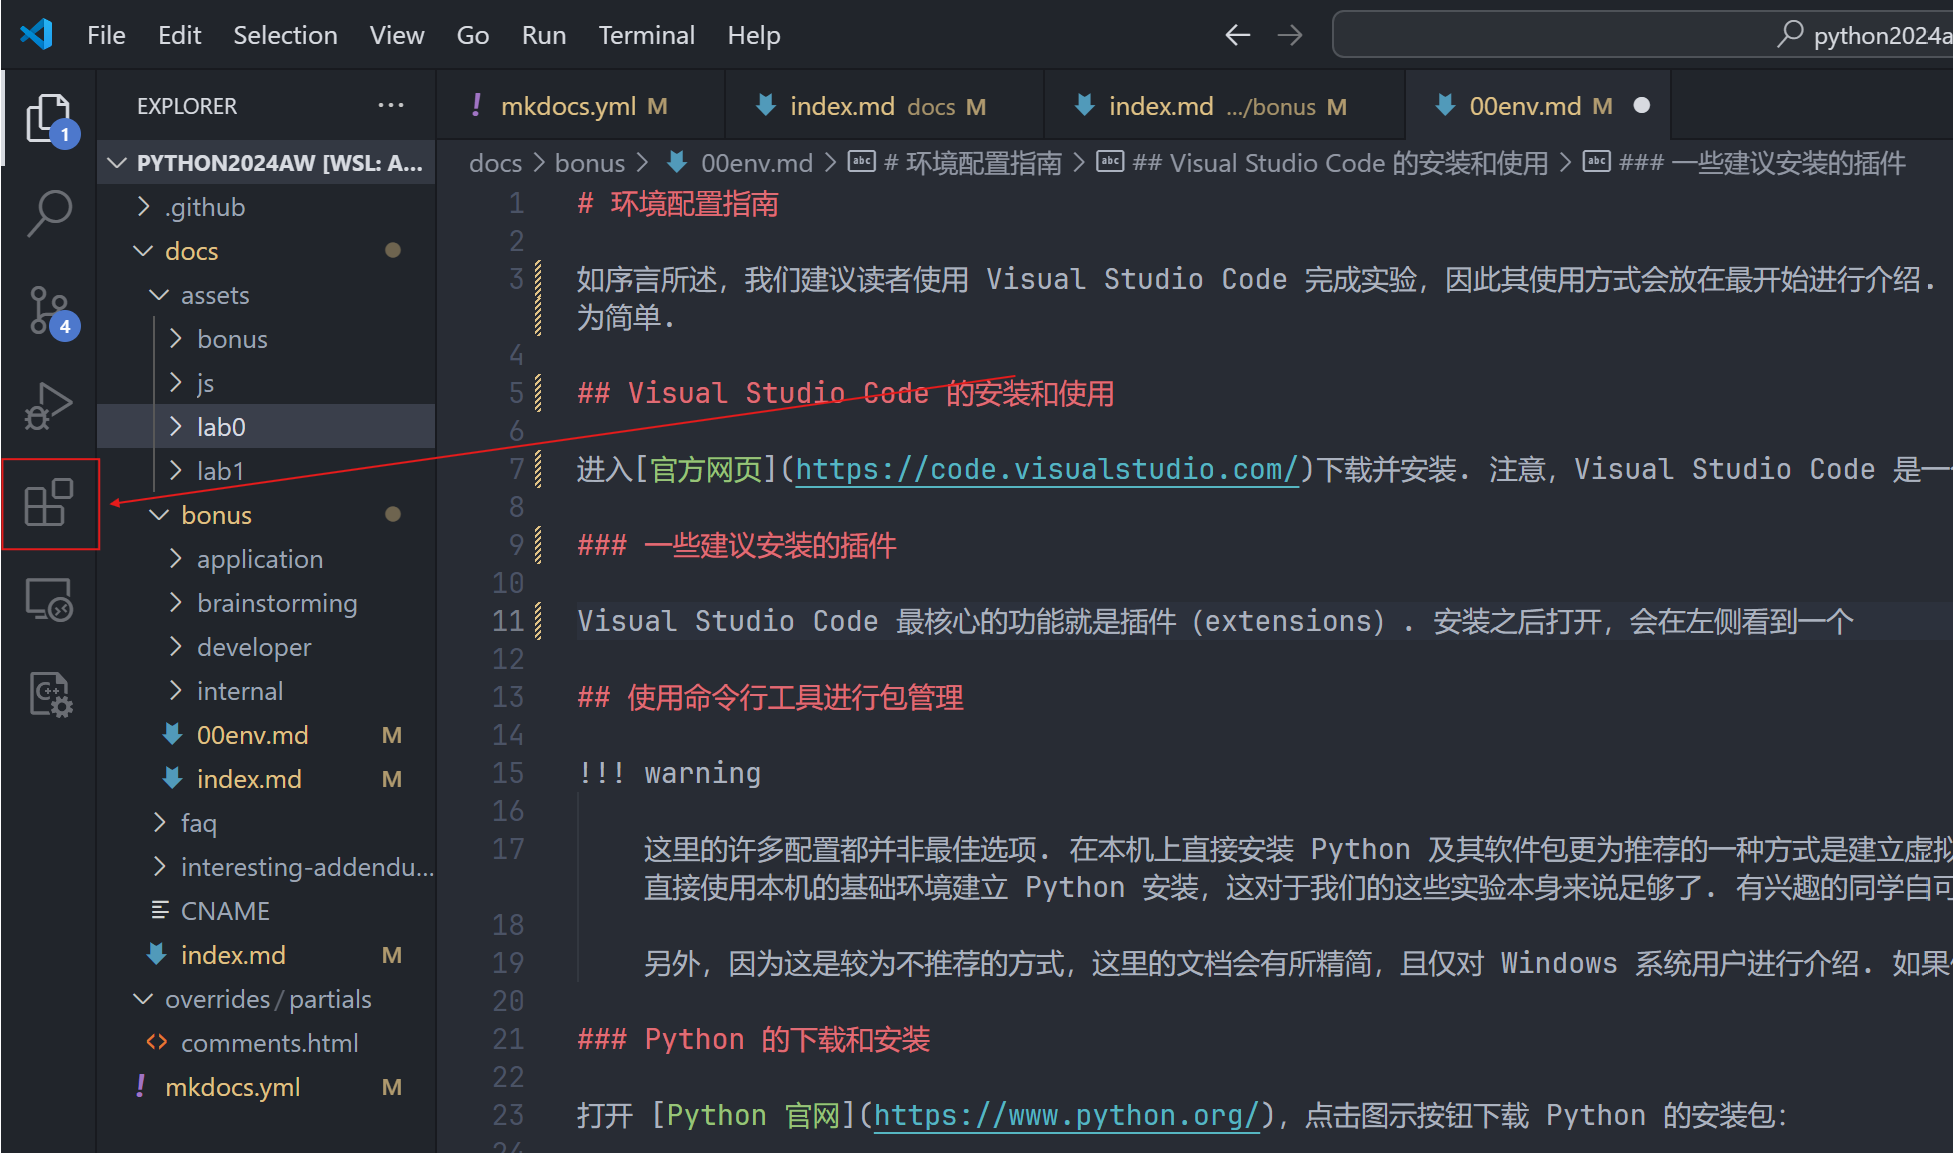 File Edit Selection View Go Run Terminal Help
python2024a
EXPLORER
1
4
PYTHON2024AW [WSL: A...
.github
docs
assets
bonus
js
lab0
lab1
bonus
application
brainstorming
developer
internal
00env.md M
index.md M
faq
interesting-addendu...
CNAME
index.md M
overrides/partials
comments.html
mkdocs.yml M
mkdocs.yml M index.md docs M index.md .../bonus M 00env.md M
docs > bonus > 00env.md > # 环境配置指南 > ## Visual Studio Code 的安装和使用 > ### 一些建议安装的插件
1 # 环境配置指南
2
3 如序言所述，我们建议读者使用 Visual Studio Code 完成实验，因此其使用方式会放在最开始进行介绍．
为简单．
4
5 ## Visual Studio Code 的安装和使用
6
7 进入[官方网页](https://code.visualstudio.com/)下载并安装．注意，Visual Studio Code 是一
8
9 ### 一些建议安装的插件
10
11 Visual Studio Code 最核心的功能就是插件（extensions）．安装之后打开，会在左侧看到一个
12
13 ## 使用命令行工具进行包管理
14
15 !!! warning
16
17 这里的许多配置都并非最佳选项．在本机上直接安装 Python 及其软件包更为推荐的一种方式是建立虚拟
直接使用本机的基础环境建立 Python 安装，这对于我们的这些实验本身来说足够了．有兴趣的同学自可
18
19 另外，因为这是较为不推荐的方式，这里的文档会有所精简，且仅对 Windows 系统用户进行介绍．如果
20
21 ### Python 的下载和安装
22
23 打开 [Python 官网](https://www.python.org/)，点击图示按钮下载 Python 的安装包：
24